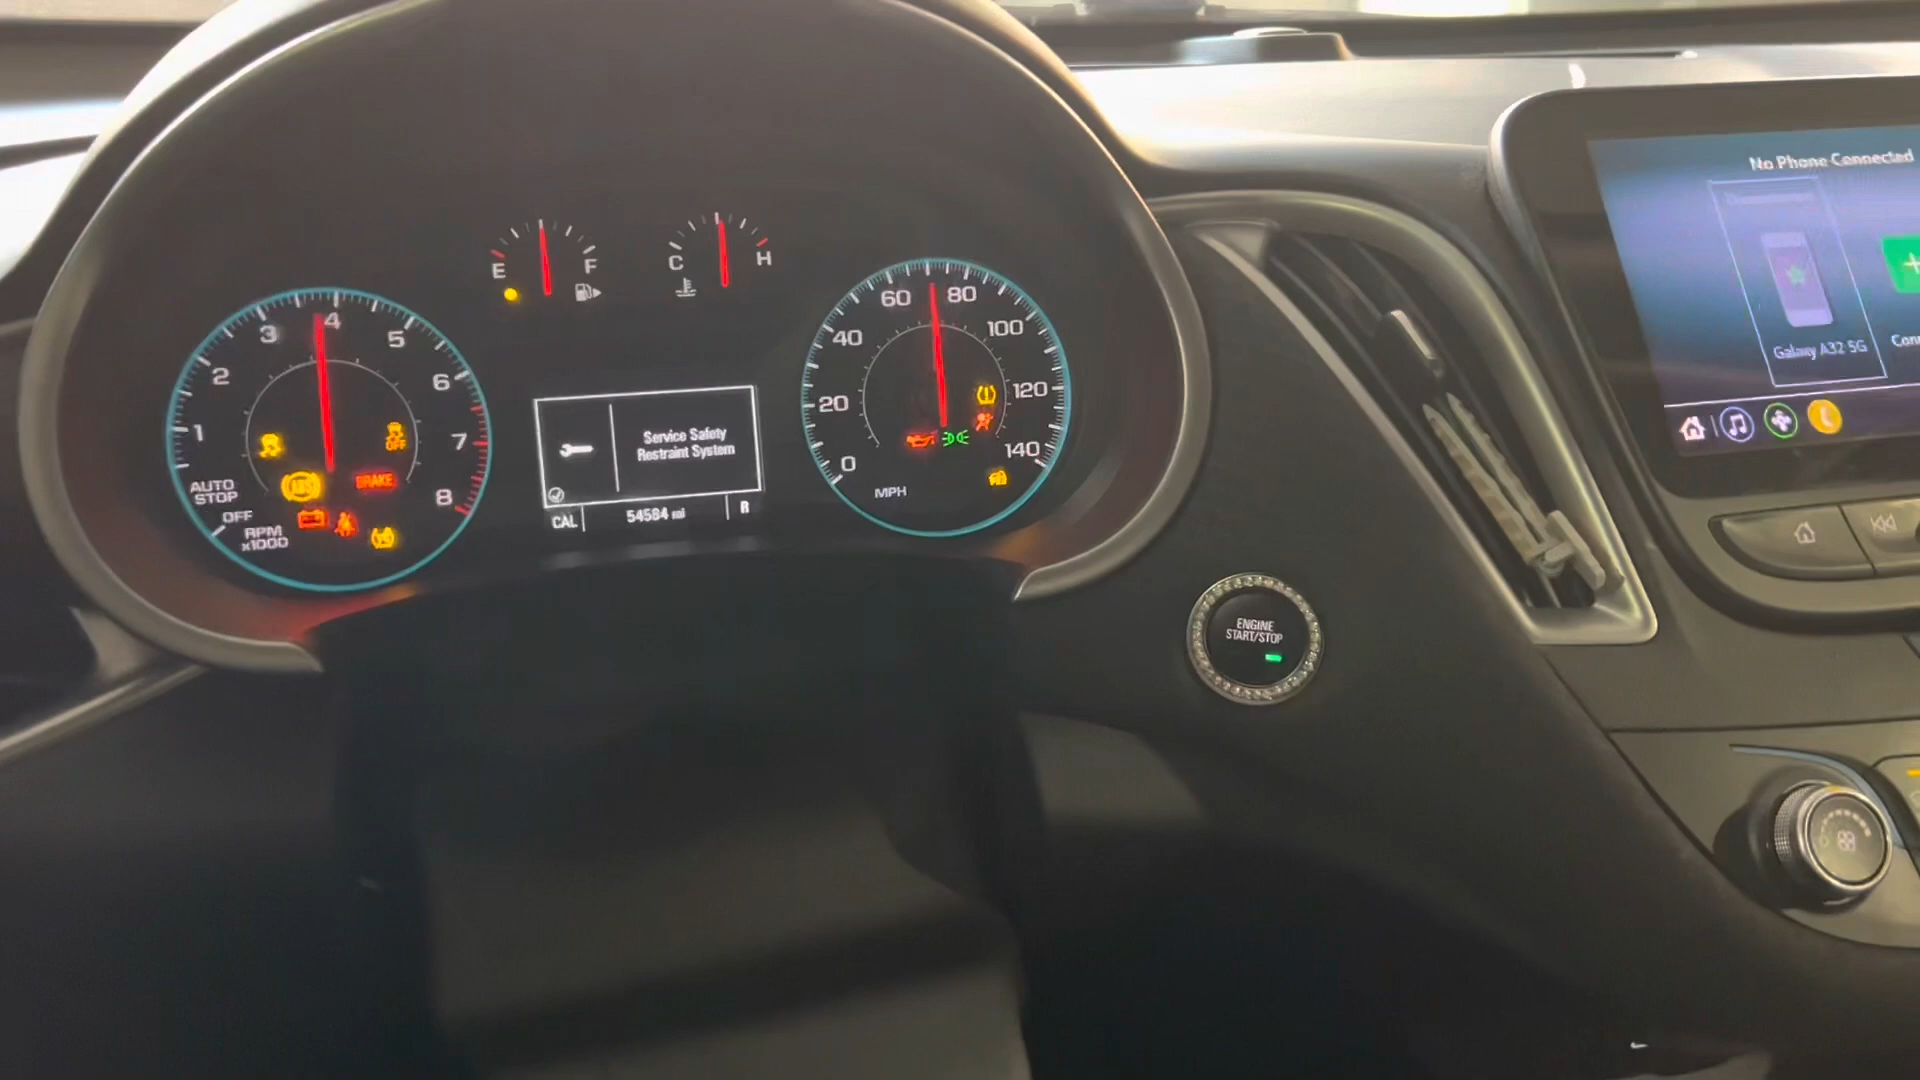 E
F
C
H
1
2
3
4
5
6
7
8
AUTO
STOP
OFF
RPM
x1000
OFF
ABS
BRAKE
Service Safety
Restraint System
CAL
54584 mi
R
0
20
40
60
80
100
120
140
MPH
ENGINE
START/STOP
No Phone Connected
Galaxy A32 5G